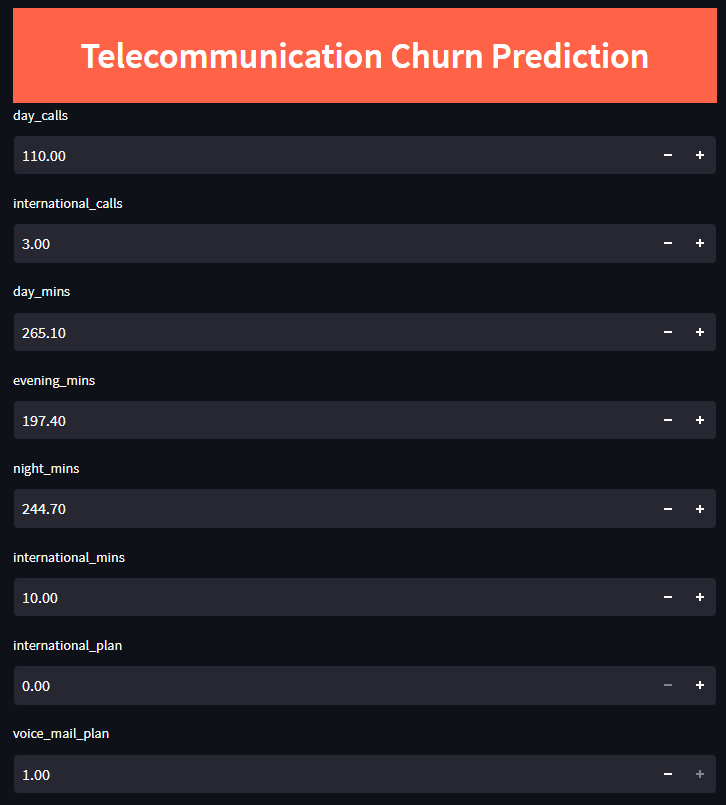 Telecommunication Churn Prediction
day_calls
110.00
international_calls
3.00
day_mins
265.10
evening_mins
197.40
night_mins
244.70
international_mins
10.00
international_plan
0.00
voice_mail_plan
1.00